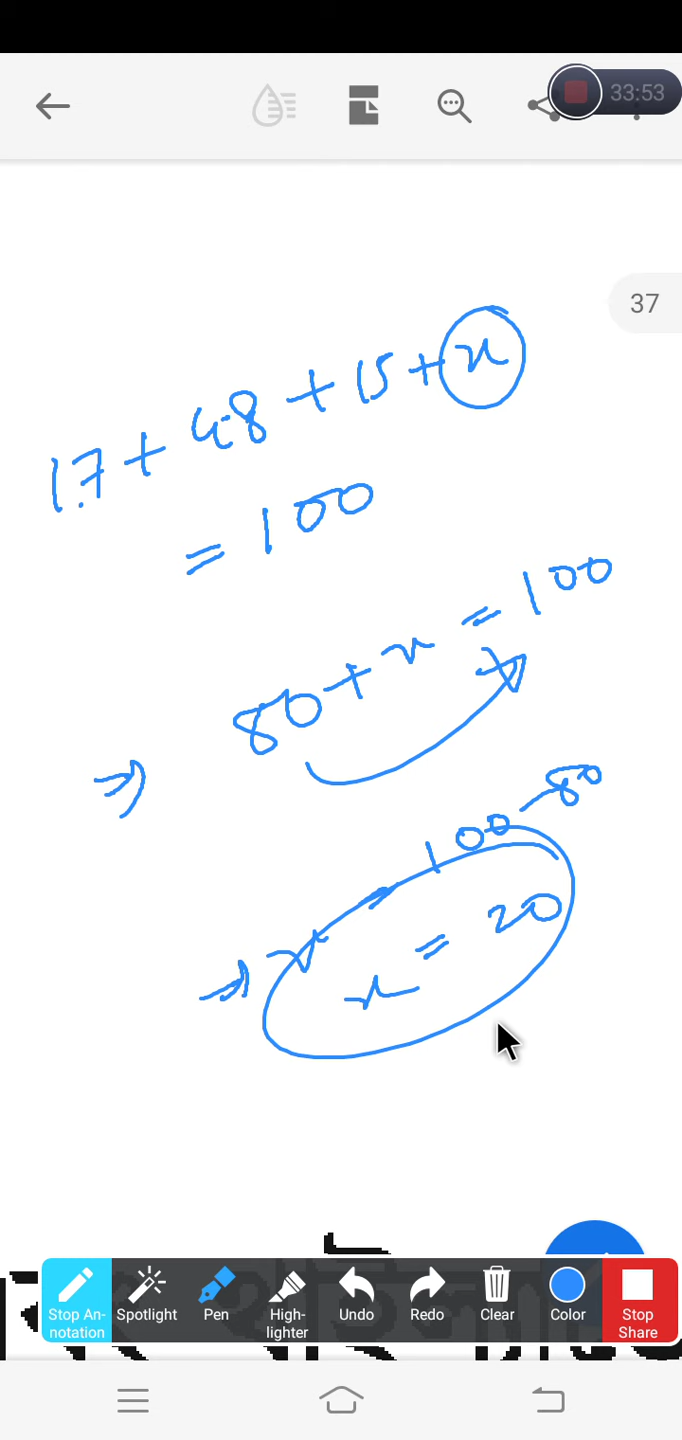 33:53
37
17 + 48 + 15 + x
= 100
⇒ 80 + x = 100
⇒ x = 100 - 80
x = 20
Stop An-
notation
Spotlight
Pen
High-
lighter
Undo
Redo
Clear
Color
Stop
Share